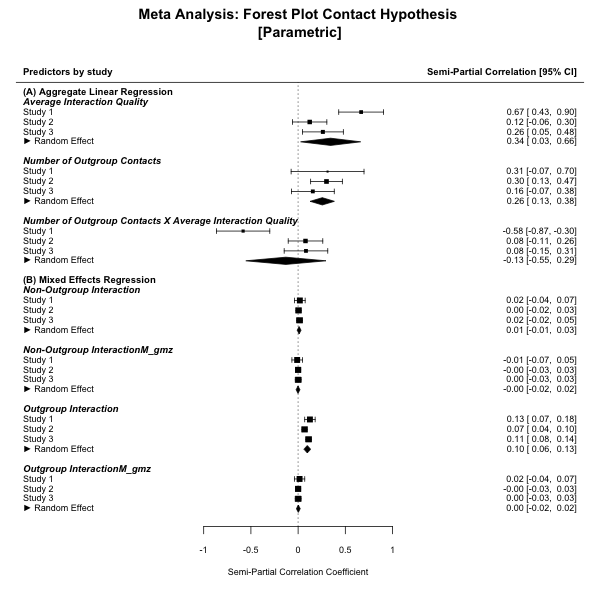 Meta Analysis: Forest Plot Contact Hypothesis
[Parametric]
Predictors by study Semi-Partial Correlation [95% CI]
(A) Aggregate Linear Regression
Average Interaction Quality
Study 1 0.67 [ 0.43, 0.90]
Study 2 0.12 [-0.06, 0.30]
Study 3 0.26 [ 0.05, 0.48]
► Random Effect 0.34 [ 0.03, 0.66]
Number of Outgroup Contacts
Study 1 0.31 [-0.07, 0.70]
Study 2 0.30 [ 0.13, 0.47]
Study 3 0.16 [-0.07, 0.38]
► Random Effect 0.26 [ 0.13, 0.38]
Number of Outgroup Contacts X Average Interaction Quality
Study 1 -0.58 [-0.87, -0.30]
Study 2 0.08 [-0.11, 0.26]
Study 3 0.08 [-0.15, 0.31]
► Random Effect -0.13 [-0.55, 0.29]
(B) Mixed Effects Regression
Non-Outgroup Interaction
Study 1 0.02 [-0.04, 0.07]
Study 2 0.00 [-0.02, 0.03]
Study 3 0.02 [-0.02, 0.05]
► Random Effect 0.01 [-0.01, 0.03]
Non-Outgroup InteractionM_gmz
Study 1 -0.01 [-0.07, 0.05]
Study 2 -0.00 [-0.03, 0.03]
Study 3 0.00 [-0.03, 0.03]
► Random Effect -0.00 [-0.02, 0.02]
Outgroup Interaction
Study 1 0.13 [ 0.07, 0.18]
Study 2 0.07 [ 0.04, 0.10]
Study 3 0.11 [ 0.08, 0.14]
► Random Effect 0.10 [ 0.06, 0.13]
Outgroup InteractionM_gmz
Study 1 0.02 [-0.04, 0.07]
Study 2 -0.00 [-0.03, 0.03]
Study 3 0.00 [-0.03, 0.03]
► Random Effect 0.00 [-0.02, 0.02]
-1 -0.5 0 0.5 1
Semi-Partial Correlation Coefficient